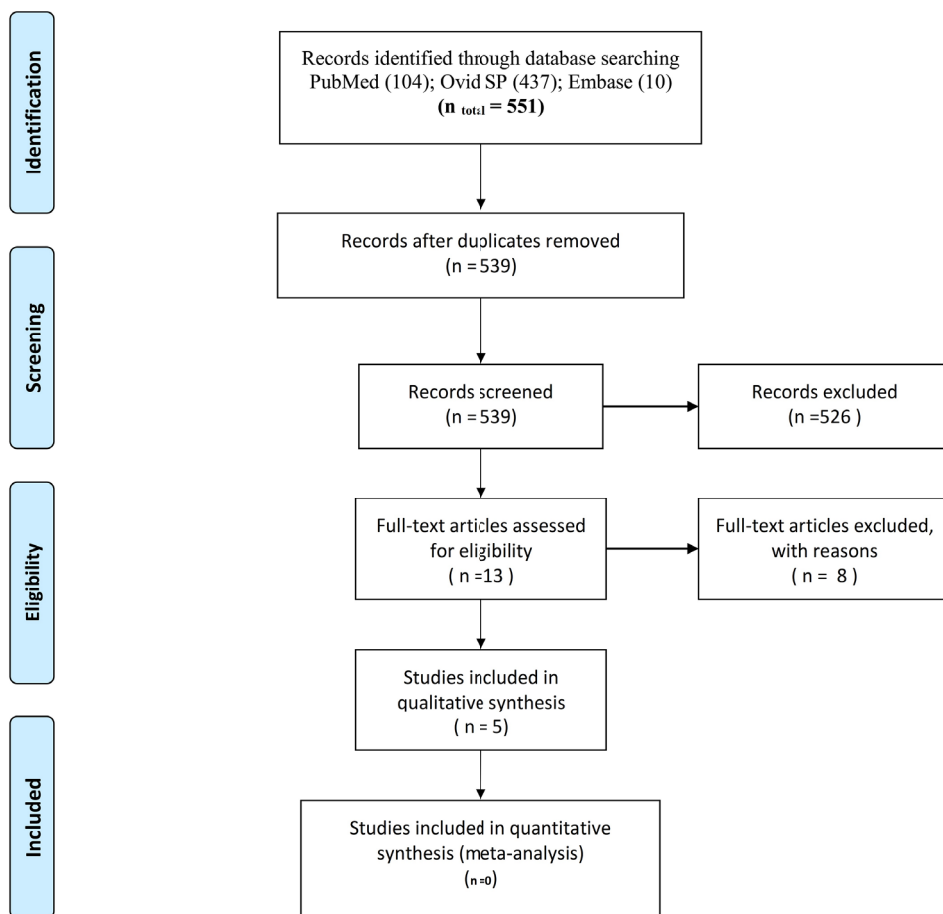 Identification
Records identified through database searching
PubMed (104); Ovid SP (437); Embase (10)
(n total = 551)
Records after duplicates removed
(n =539)
Screening
Records screened
(n =539)
Records excluded
(n =526 )
Eligibility
Full-text articles assessed
for eligibility
( n =13 )
Full-text articles excluded,
with reasons
( n = 8 )
Studies included in
qualitative synthesis
( n = 5)
Included
Studies included in quantitative
synthesis (meta-analysis)
(n=0)